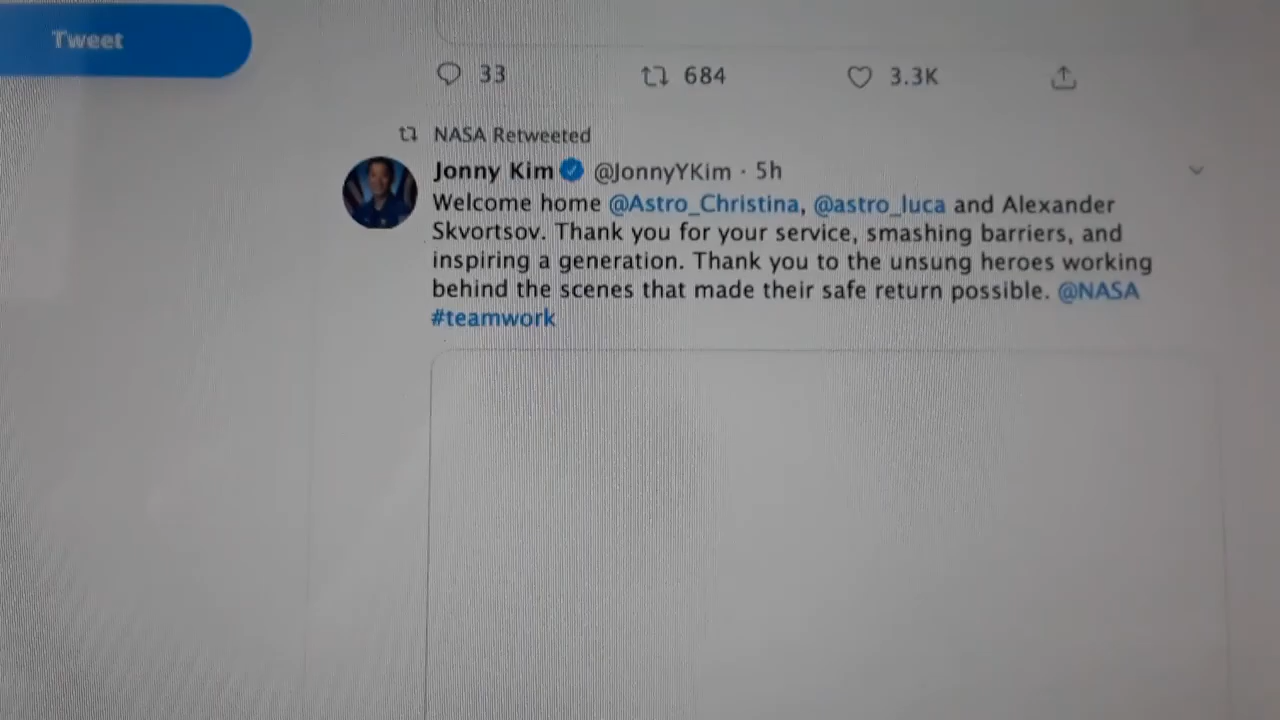 Tweet
33 684 3.3K
NASA Retweeted
Jonny Kim @JonnyYKim · 5h
Welcome home @Astro_Christina, @astro_luca and Alexander
Skvortsov. Thank you for your service, smashing barriers, and
inspiring a generation. Thank you to the unsung heroes working
behind the scenes that made their safe return possible. @NASA
#teamwork